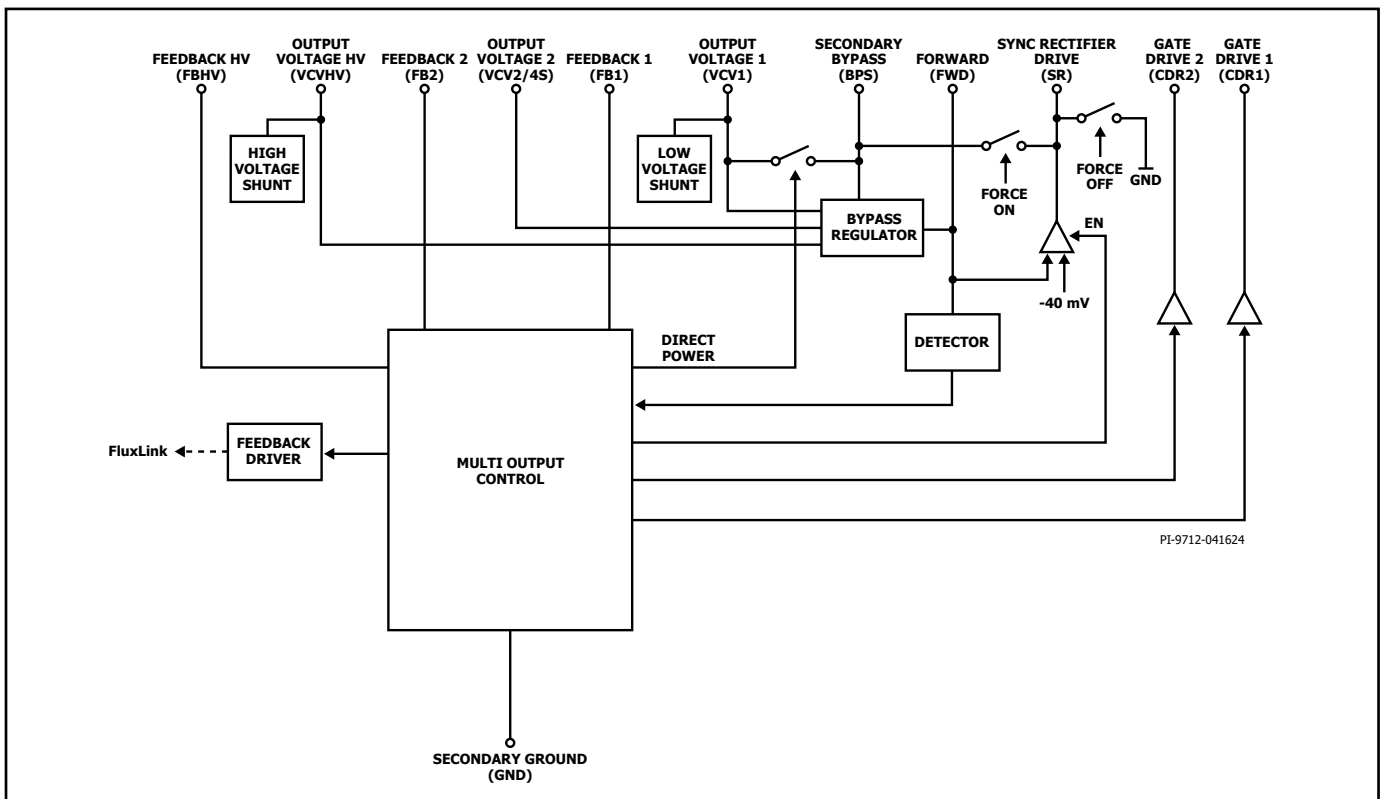 FEEDBACK HV
(FBHV)
OUTPUT
VOLTAGE HV
(VCVHV)
FEEDBACK 2
(FB2)
OUTPUT
VOLTAGE 2
(VCV2/4S)
FEEDBACK 1
(FB1)
OUTPUT
VOLTAGE 1
(VCV1)
SECONDARY
BYPASS
(BPS)
FORWARD
(FWD)
SYNC RECTIFIER
DRIVE
(SR)
GATE
DRIVE 2
(CDR2)
GATE
DRIVE 1
(CDR1)
HIGH
VOLTAGE
SHUNT
LOW
VOLTAGE
SHUNT
FORCE
ON
FORCE
OFF
GND
BYPASS
REGULATOR
EN
-40 mV
DIRECT
POWER
DETECTOR
FluxLink
FEEDBACK
DRIVER
MULTI OUTPUT
CONTROL
PI-9712-041624
SECONDARY GROUND
(GND)